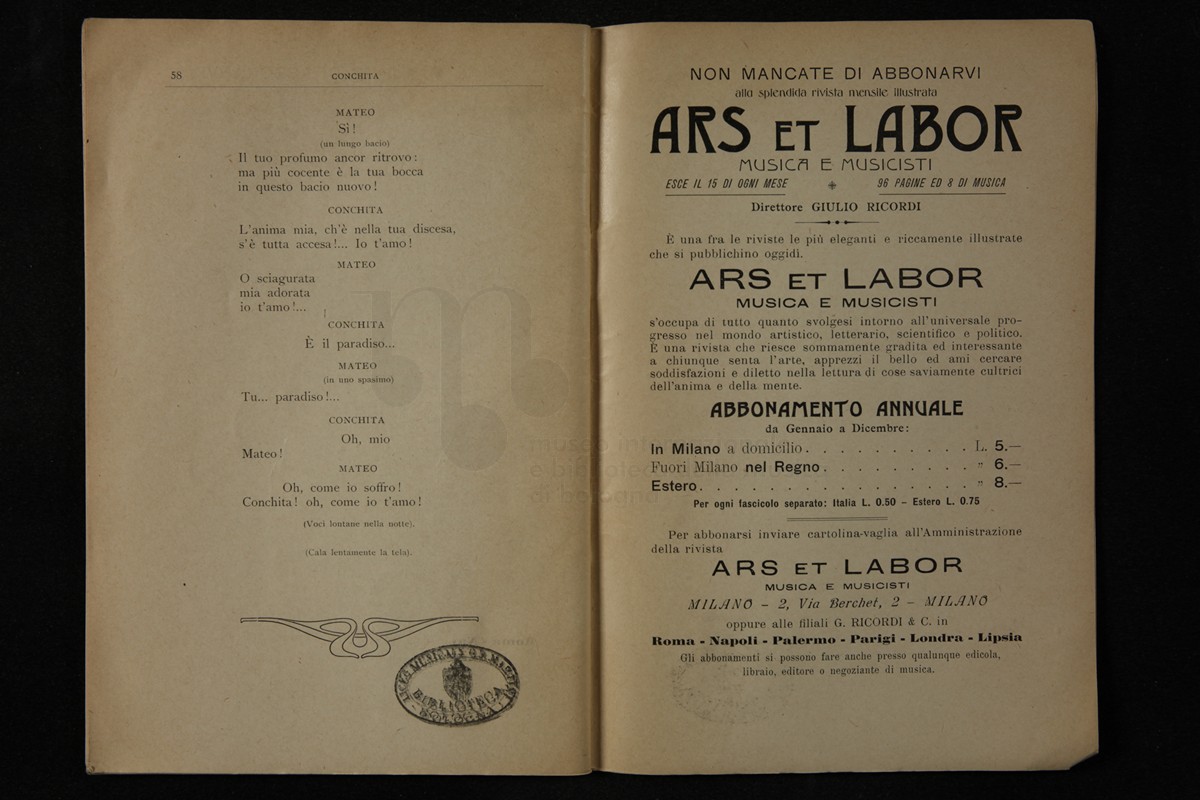 58
CONCHITA
MATEO
Sì!
(un lungo bacio)
Il tuo profumo ancor ritrovo:
ma più cocente è la tua bocca
in questo bacio nuovo!
CONCHITA
L'anima mia, ch'è nella tua discesa,
s'è tutta accesa!... Io t'amo!
MATEO
O sciagurata
mia adorata
io t'amo!...
CONCHITA
È il paradiso...
MATEO
(in uno spasimo)
Tu... paradiso!...
CONCHITA
Oh, mio
Mateo!
MATEO
Oh, come io soffro!
Conchita! oh, come io t'amo!
(Voci lontane nella notte).
(Cala lentamente la tela).
BIBLIOTECA
BOLOGNA
NON MANCATE DI ABBONARVI
alla splendida rivista mensile illustrata
ARS ET LABOR
MUSICA E MUSICISTI
ESCE IL 15 DI OGNI MESE 96 PAGINE ED 8 DI MUSICA
Direttore GIULIO RICORDI
È una fra le riviste le più eleganti e riccamente illustrate
che si pubblichino oggidì.
ARS ET LABOR
MUSICA E MUSICISTI
s'occupa di tutto quanto svolgesi intorno all'universale pro-
gresso nel mondo artistico, letterario, scientifico e politico.
È una rivista che riesce sommamente gradita ed interessante
a chiunque senta l'arte, apprezzi il bello ed ami cercare
soddisfazioni e diletto nella lettura di cose saviamente cultrici
dell'anima e della mente.
ABBONAMENTO ANNUALE
da Gennaio a Dicembre:
In Milano a domicilio. . . . . . . . . . L. 5.—
Fuori Milano nel Regno. . . . . . . . . " 6.—
Estero. . . . . . . . . . . . . . . . " 8.—
Per ogni fascicolo separato: Italia L. 0.50 – Estero L. 0.75
Per abbonarsi inviare cartolina-vaglia all'Amministrazione
della rivista
ARS ET LABOR
MUSICA E MUSICISTI
MILANO – 2, Via Berchet, 2 – MILANO
oppure alle filiali G. RICORDI & C. in
Roma - Napoli - Palermo - Parigi - Londra - Lipsia
Gli abbonamenti si possono fare anche presso qualunque edicola,
libraio, editore o negoziante di musica.